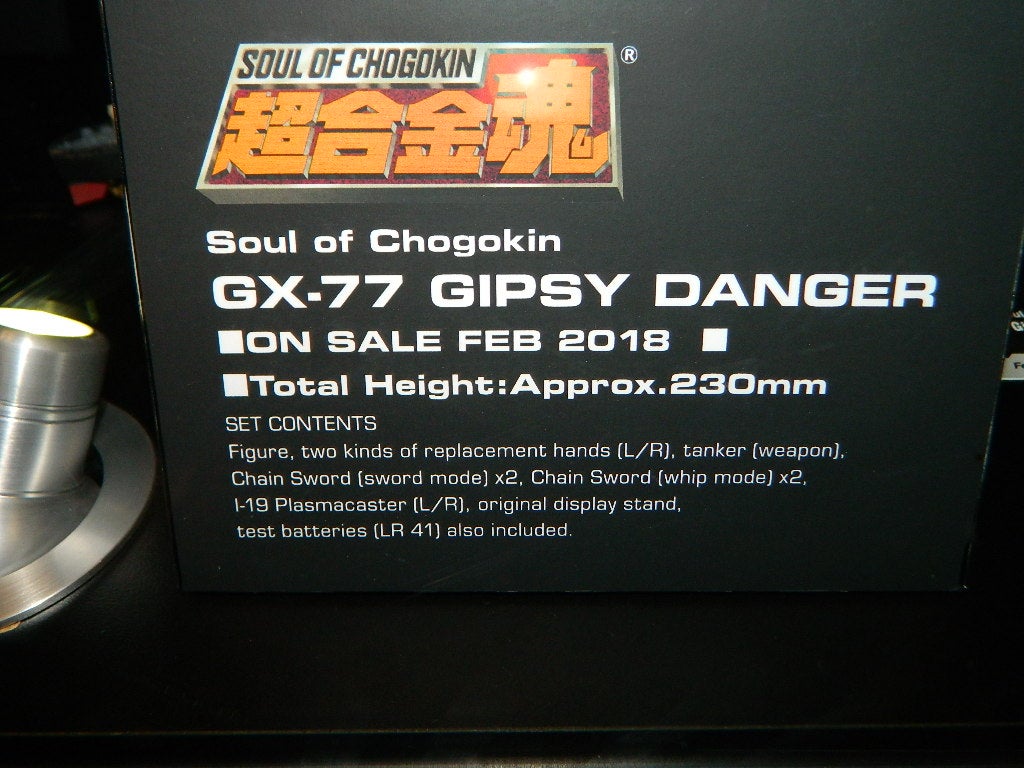 SOUL OF CHOGOKIN ®
超合金魂
Soul of Chogokin
GX-77 GIPSY DANGER
■ON SALE FEB 2018 ■
■Total Height:Approx.230mm
SET CONTENTS
Figure, two kinds of replacement hands (L/R), tanker (weapon),
Chain Sword (sword mode) x2, Chain Sword (whip mode) x2,
I-19 Plasmacaster (L/R), original display stand,
test batteries (LR 41) also included.